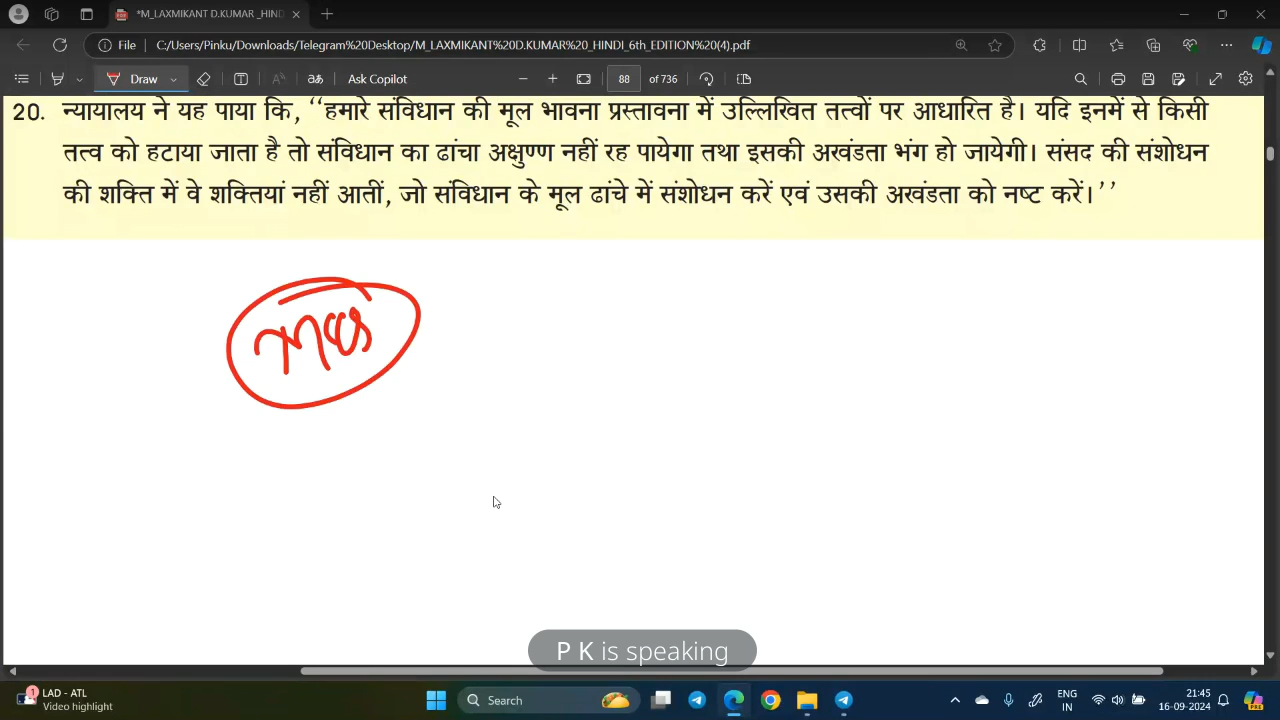 *M_LAXMIKANT D.KUMAR _HINDI
File
C:/Users/Pinku/Downloads/Telegram%20Desktop/M_LAXMIKANT%20D.KUMAR%20_HINDI_6th_EDITION%20(4).pdf
Draw
Ask Copilot
88 of 736
20. न्यायालय ने यह पाया कि, ‘‘हमारे संविधान की मूल भावना प्रस्तावना में उल्लिखित तत्वों पर आधारित है। यदि इनमें से किसी
तत्व को हटाया जाता है तो संविधान का ढांचा अक्षुण्ण नहीं रह पायेगा तथा इसकी अखंडता भंग हो जायेगी। संसद की संशोधन
की शक्ति में वे शक्तियां नहीं आतीं, जो संविधान के मूल ढांचे में संशोधन करें एवं उसकी अखंडता को नष्ट करें।’’
P K is speaking
1
LAD - ATL
Video highlight
Search
ENG
IN
21:45
16-09-2024